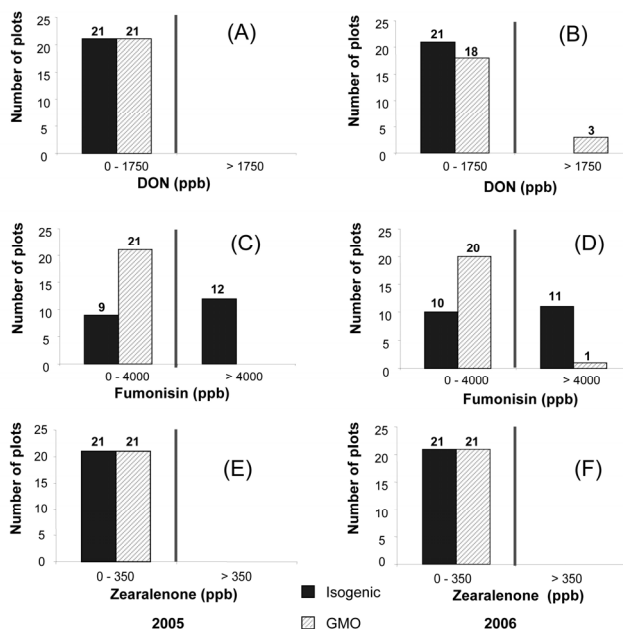 (A)
Number of plots
25
20
15
10
5
0
21 21
0 - 1750 > 1750
DON (ppb)
(B)
Number of plots
25
20
15
10
5
0
21
18
3
0 - 1750 > 1750
DON (ppb)
(C)
Number of plots
25
20
15
10
5
0
9
21
12
0 - 4000 > 4000
Fumonisin (ppb)
(D)
Number of plots
25
20
15
10
5
0
10
20
11
1
0 - 4000 > 4000
Fumonisin (ppb)
(E)
Number of plots
25
20
15
10
5
0
21 21
0 - 350 > 350
Zearalenone (ppb)
(F)
Number of plots
25
20
15
10
5
0
21 21
0 - 350 > 350
Zearalenone (ppb)
Isogenic
GMO
2005
2006